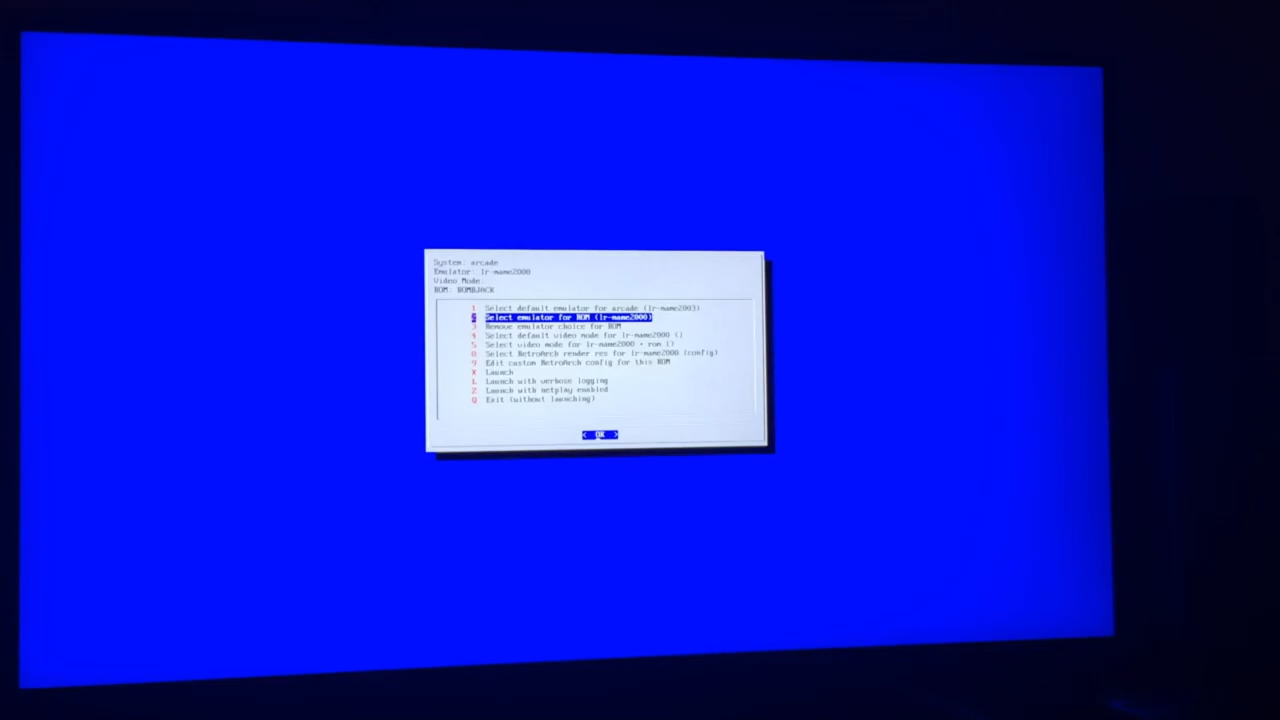 System: arcade
Emulator: lr-mame2000
Video Mode:
ROM: BOMBJACK
1 Select default emulator for arcade (lr-mame2003)
2 Select emulator for ROM (lr-mame2000)
3 Remove emulator choice for ROM
4 Select default video mode for lr-mame2000 ()
5 Select video mode for lr-mame2000 + rom ()
8 Select RetroArch render res for lr-mame2000 (config)
9 Edit custom RetroArch config for this ROM
X Launch
L Launch with verbose logging
Z Launch with netplay enabled
Q Exit (without launching)
< OK >